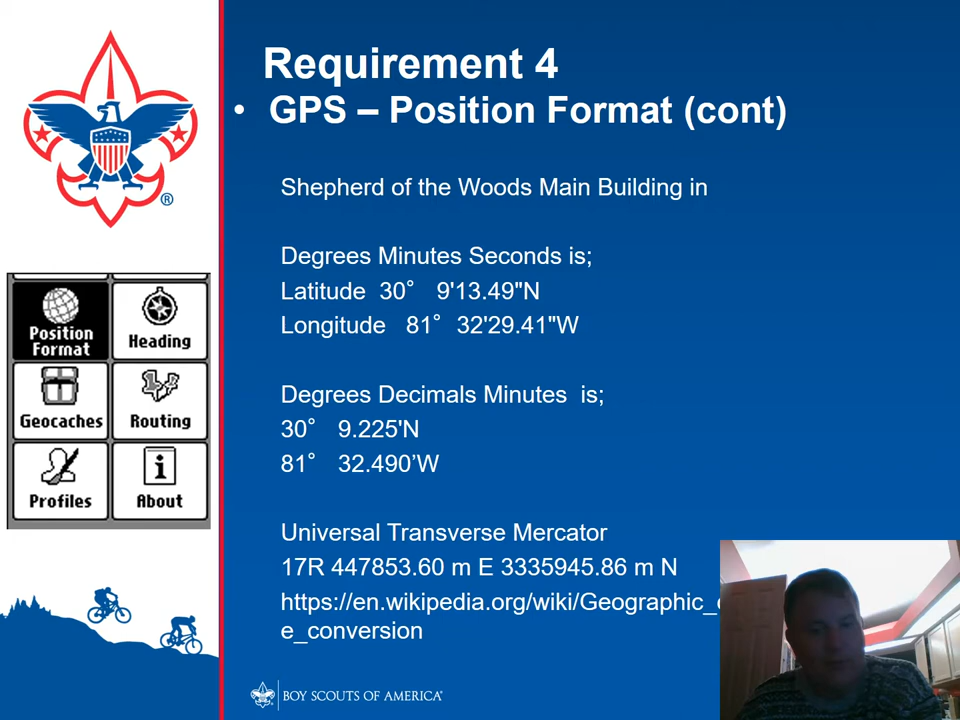 Requirement 4
• GPS – Position Format (cont)
Shepherd of the Woods Main Building in
Degrees Minutes Seconds is;
Latitude 30° 9'13.49"N
Longitude 81° 32'29.41"W
Degrees Decimals Minutes is;
30° 9.225'N
81° 32.490’W
Universal Transverse Mercator
17R 447853.60 m E 3335945.86 m N
https://en.wikipedia.org/wiki/Geographic_
e_conversion
BOY SCOUTS OF AMERICA®
®
Position
Format
Heading
Geocaches
Routing
Profiles
About